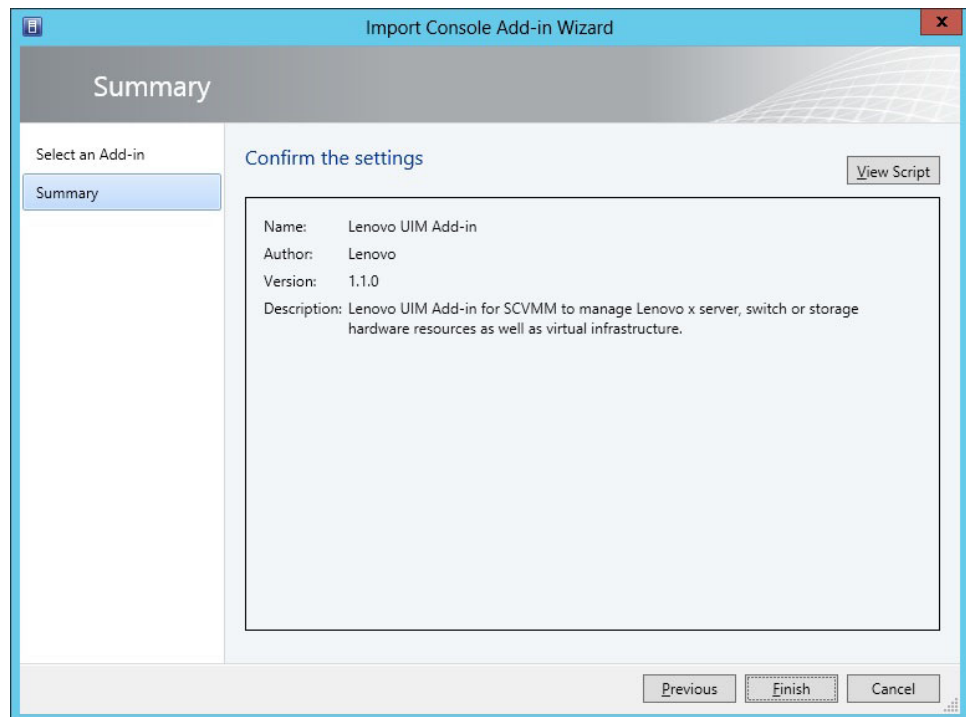 Import Console Add-in Wizard
x
Summary
Select an Add-in
Summary
Confirm the settings
View Script
Name: Lenovo UIM Add-in
Author: Lenovo
Version: 1.1.0
Description: Lenovo UIM Add-in for SCVMM to manage Lenovo x server, switch or storage
hardware resources as well as virtual infrastructure.
Previous Finish Cancel